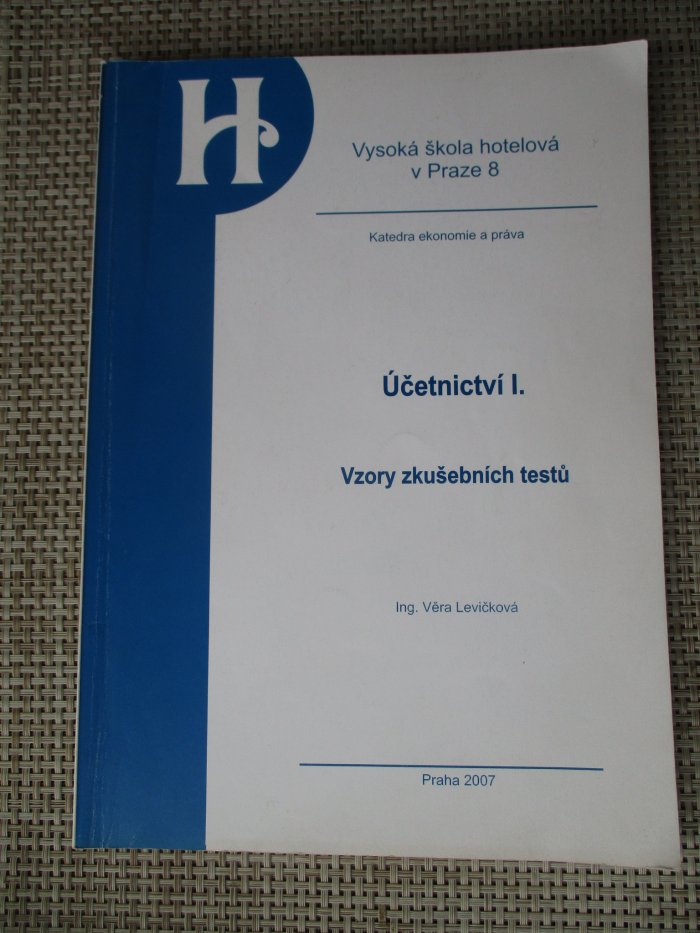 H
Vysoká škola hotelová
v Praze 8
Katedra ekonomie a práva
Účetnictví I.
Vzory zkušebních testů
Ing. Věra Levičková
Praha 2007